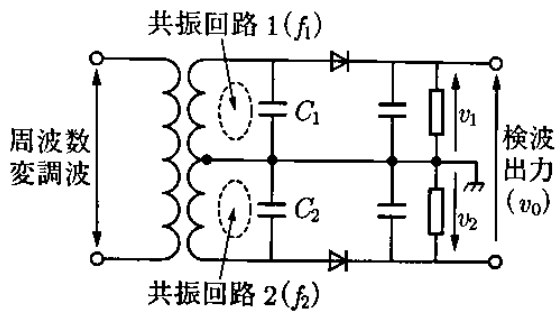 共振回路 1(f₁)
周波数
変調波
C₁
v₁
検波
出力
(v₀)
C₂
v₂
共振回路 2(f₂)